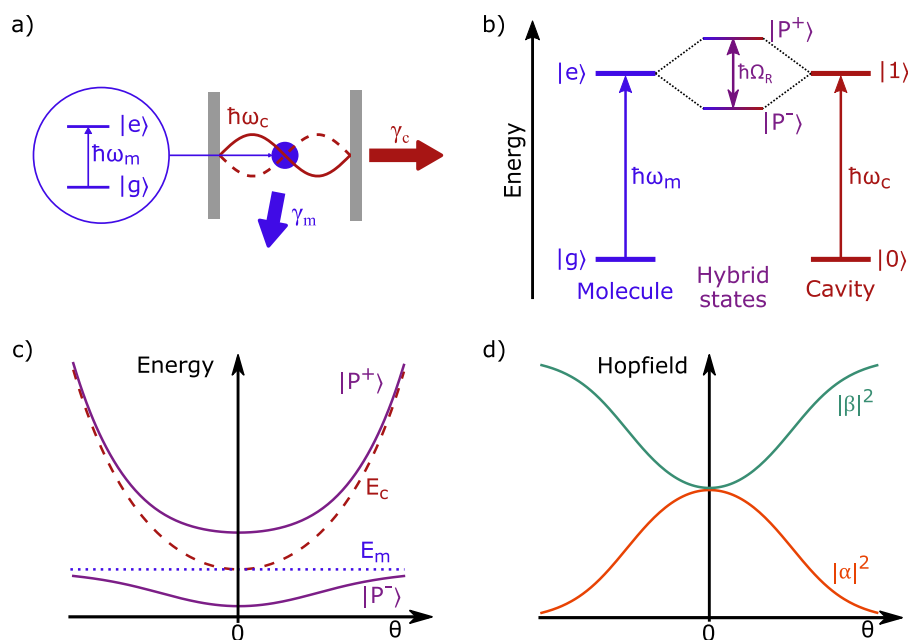 a)
|e⟩
ħω_m
|g⟩
ħω_c
γ_c
γ_m
b)
Energy
|P⁺⟩
|e⟩
ħΩ_R
|1⟩
|P⁻⟩
ħω_m
ħω_c
|g⟩
|0⟩
Molecule
Hybrid
states
Cavity
c)
Energy
|P⁺⟩
E_c
E_m
|P⁻⟩
0
θ
d)
Hopfield
|β|²
|α|²
0
θ